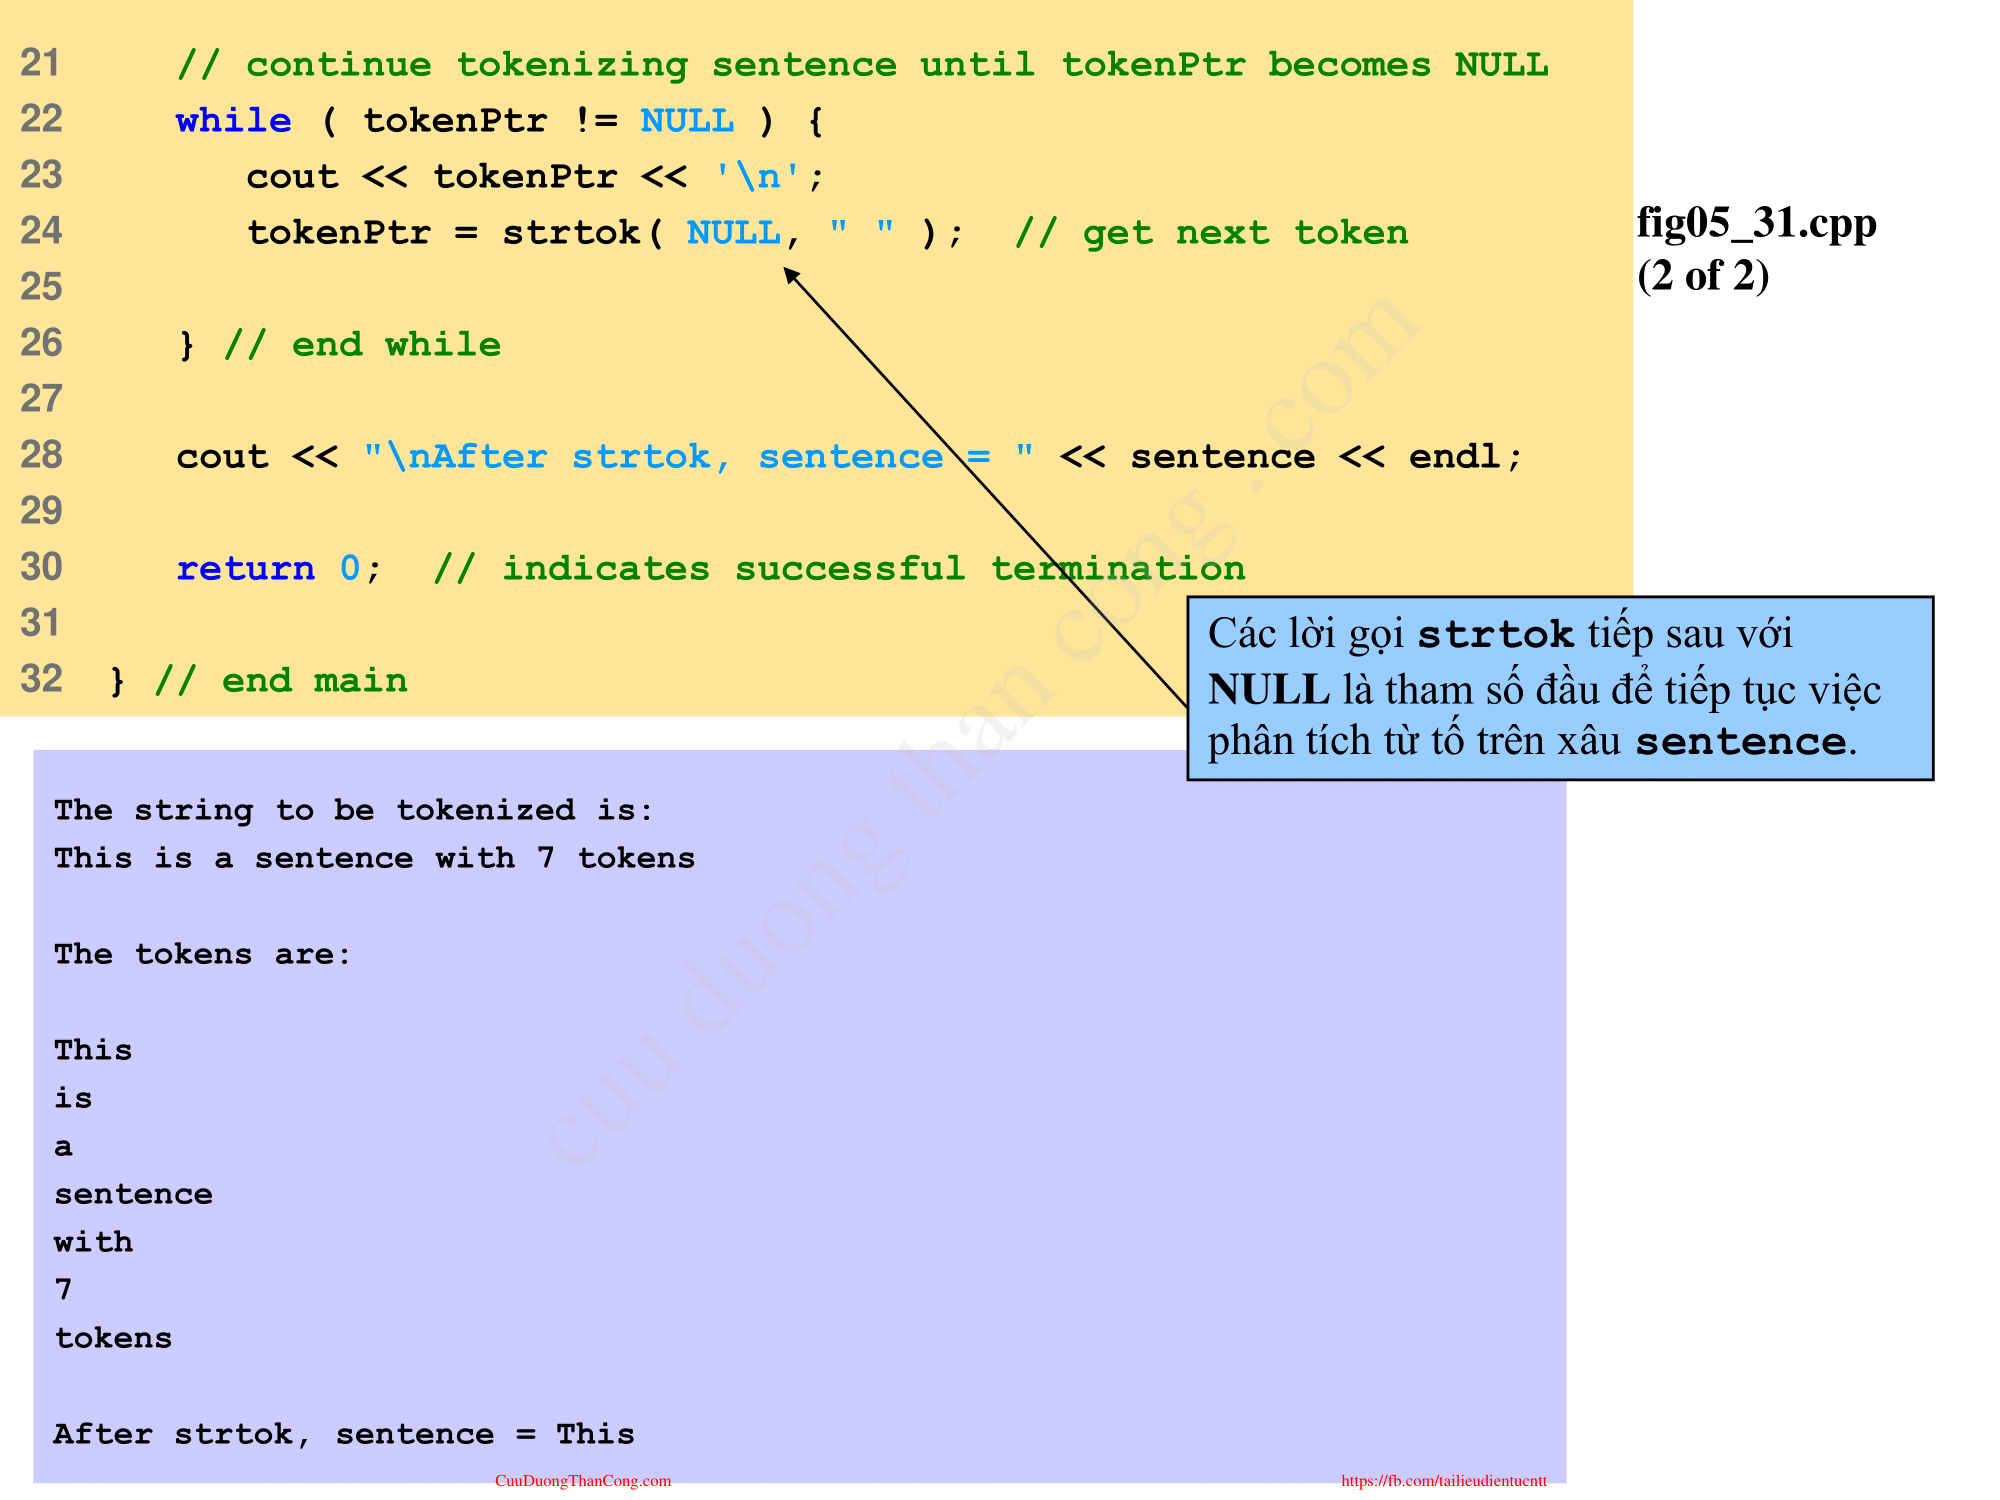 21 // continue tokenizing sentence until tokenPtr becomes NULL
22 while ( tokenPtr != NULL ) {
23 cout << tokenPtr << '\n';
24 tokenPtr = strtok( NULL, " " ); // get next token
25
26 } // end while
27
28 cout << "\nAfter strtok, sentence = " << sentence << endl;
29
30 return 0; // indicates successful termination
31
32 } // end main
fig05_31.cpp
(2 of 2)
Các lời gọi strtok tiếp sau với
NULL là tham số đầu để tiếp tục việc
phân tích từ tố trên xâu sentence.
The string to be tokenized is:
This is a sentence with 7 tokens
The tokens are:
This
is
a
sentence
with
7
tokens
After strtok, sentence = This
cuu duong than cong . com
CuuDuongThanCong.com
https://fb.com/tailieudientucntt